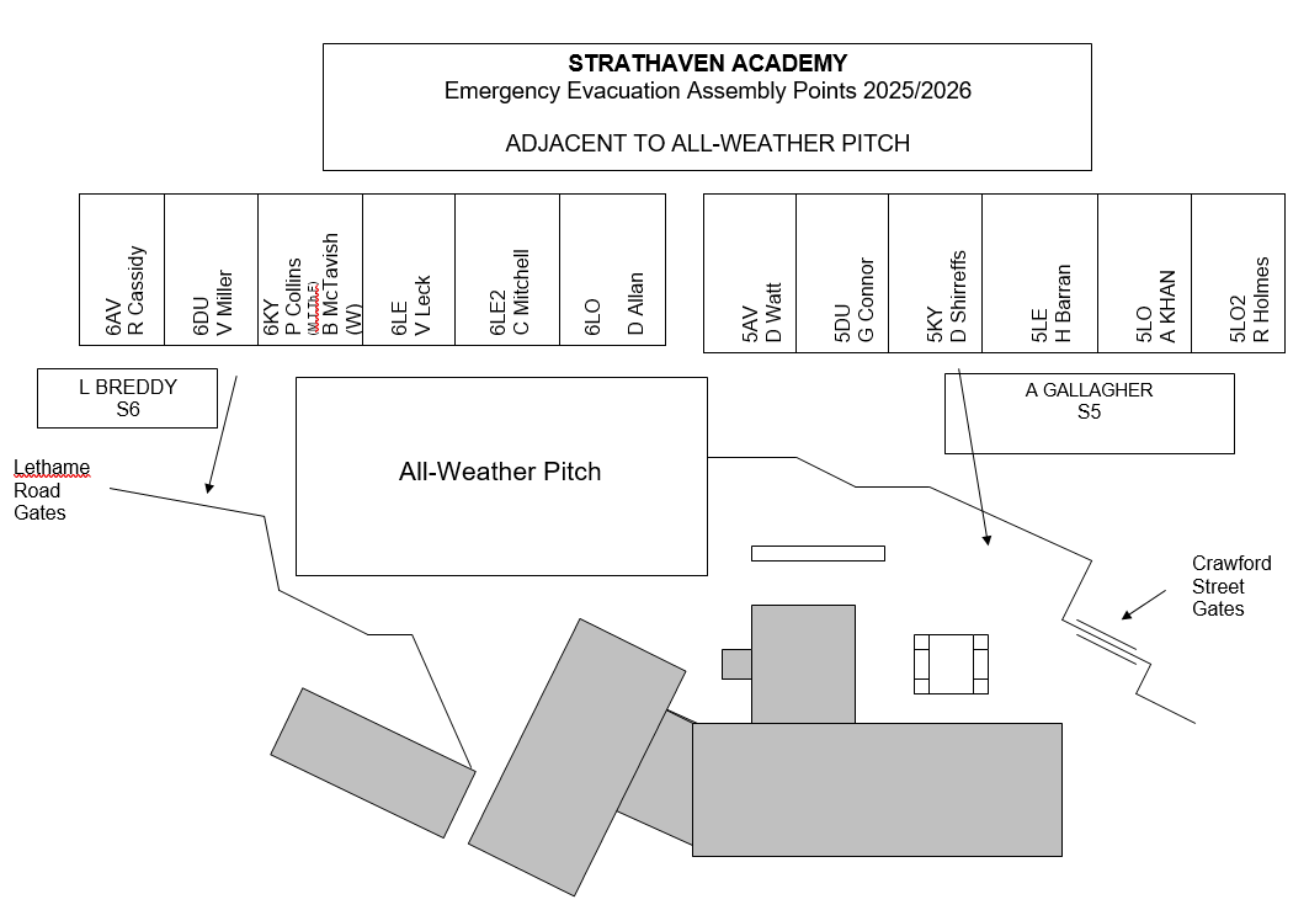 STRATHAVEN ACADEMY
Emergency Evacuation Assembly Points 2025/2026
ADJACENT TO ALL-WEATHER PITCH
6AV
R Cassidy
6DU
V Miller
6KY
P Collins
(M,T,Th,F)
B McTavish
(W)
6LE
V Leck
6LE2
C Mitchell
6LO
D Allan
5AV
D Watt
5DU
G Connor
5KY
D Shirreffs
5LE
H Barran
5LO
A KHAN
5LO2
R Holmes
L BREDDY
S6
A GALLAGHER
S5
All-Weather Pitch
Lethame
Road
Gates
Crawford
Street
Gates